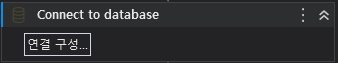 Connect to database
연결 구성...